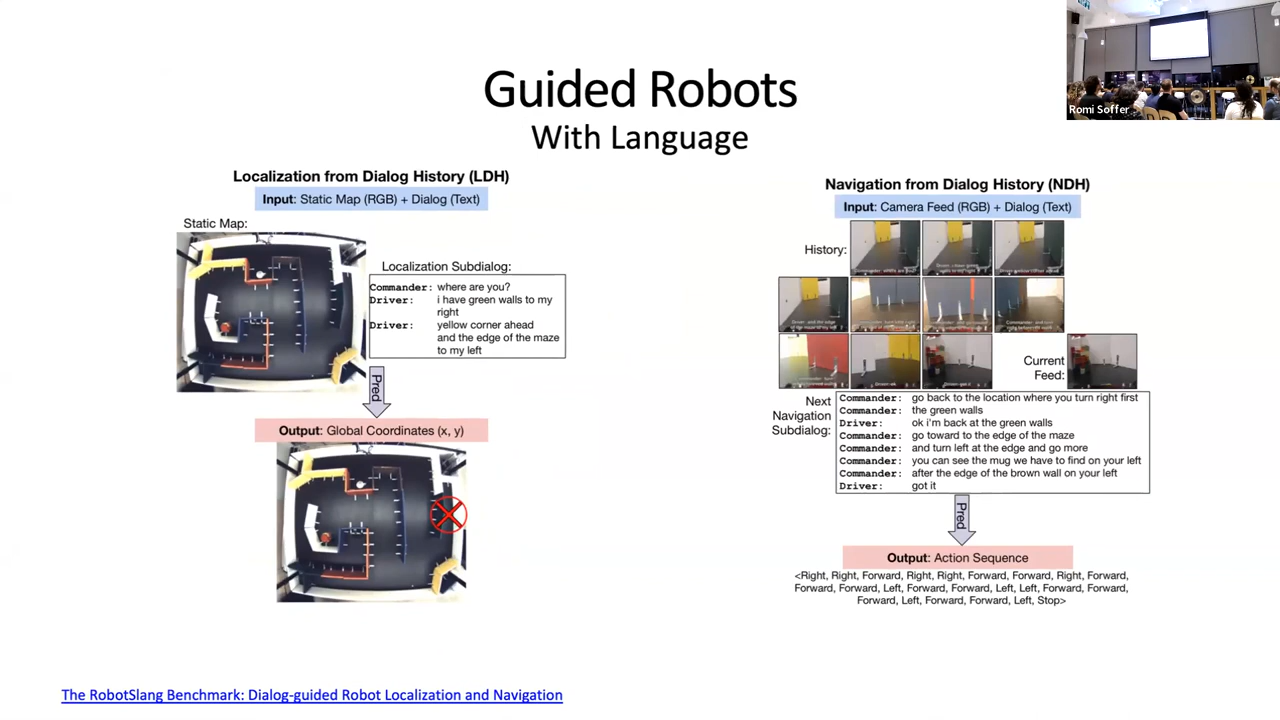 Guided Robots
With Language
Romi Soffer
Localization from Dialog History (LDH)
Input: Static Map (RGB) + Dialog (Text)
Static Map:
Localization Subdialog:
Commander: where are you?
Driver: i have green walls to my
right
Driver: yellow corner ahead
and the edge of the maze
to my left
Pred
Output: Global Coordinates (x, y)
Navigation from Dialog History (NDH)
Input: Camera Feed (RGB) + Dialog (Text)
History:
Current
Feed:
Next
Navigation
Subdialog:
Commander: go back to the location where you turn right first
Commander: the green walls
Driver: ok i'm back at the green walls
Commander: go toward to the edge of the maze
Commander: and turn left at the edge and go more
Commander: you can see the mug we have to find on your left
Commander: after the edge of the brown wall on your left
Driver: got it
Pred
Output: Action Sequence
<Right, Right, Forward, Right, Right, Forward, Forward, Right, Forward,
Forward, Forward, Left, Forward, Forward, Left, Left, Forward, Forward,
Forward, Left, Forward, Forward, Left, Stop>
The RobotSlang Benchmark: Dialog-guided Robot Localization and Navigation